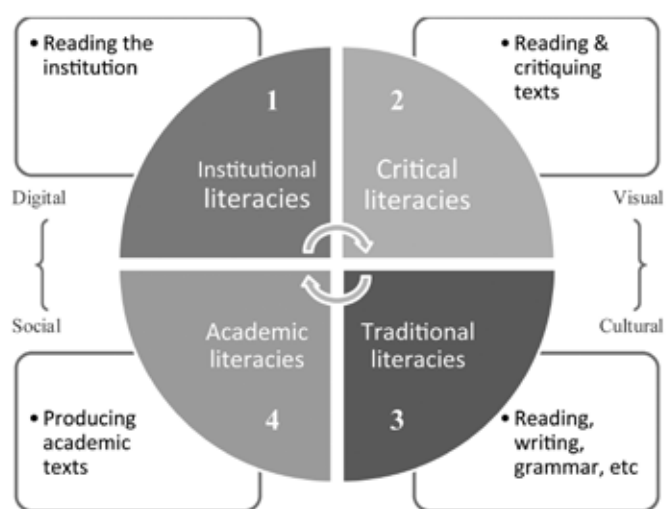 • Reading the
institution
1
Institutional
literacies
2
Critical
literacies
• Reading &
critiquing
texts
Digital
Social
Visual
Cultural
Academic
literacies
4
Traditional
literacies
3
• Producing
academic
texts
• Reading,
writing,
grammar, etc